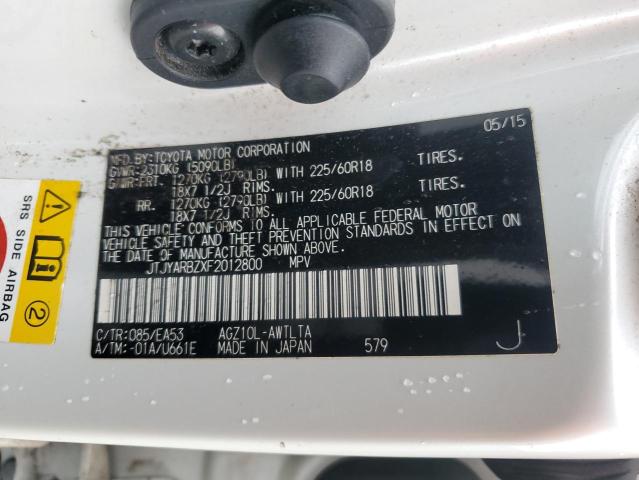 05/15
MFD.BY:TOYOTA MOTOR CORPORATION
GVWR:2310KG (5090LB)
GAWR:FRT. 1270KG (2790LB) WITH 225/60R18 TIRES.
18X7 1/2J RIMS.
RR. 1270KG (2790LB) WITH 225/60R18 TIRES.
18X7 1/2J RIMS.
THIS VEHICLE CONFORMS TO ALL APPLICABLE FEDERAL MOTOR
VEHICLE SAFETY AND THEFT PREVENTION STANDARDS IN EFFECT ON
THE DATE OF MANUFACTURE SHOWN ABOVE.
JTJYARBZXF2012800 MPV
C/TR:085/EA53 AGZ10L-AWTLTA
A/TM:-01A/U661E MADE IN JAPAN 579 J
SRS SIDE AIRBAG
2